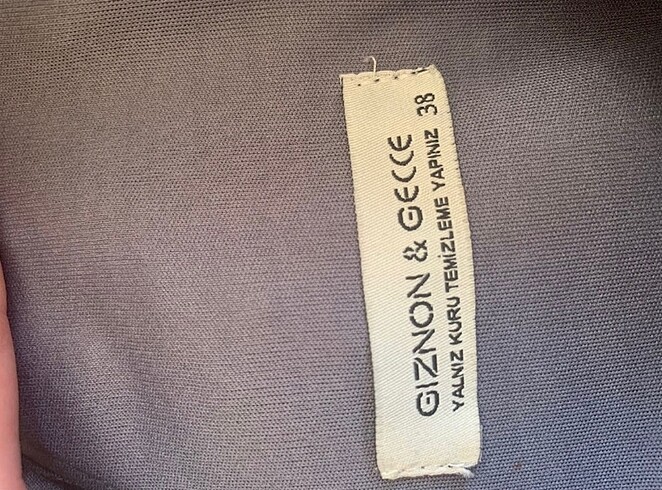 GIZNON & GECCE
YALNIZ KURU TEMİZLEME YAPINIZ 38